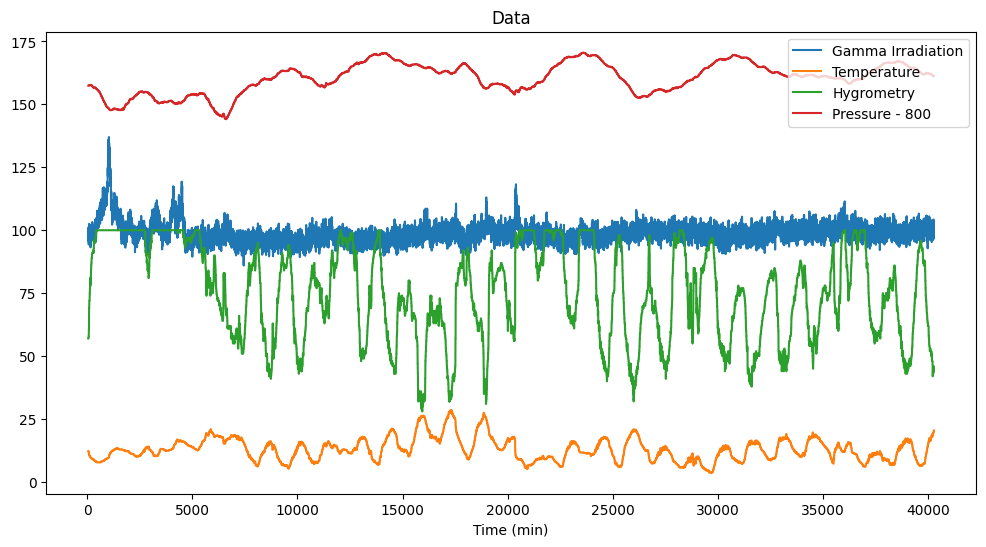 Data
Gamma Irradiation
Temperature
Hygrometry
Pressure - 800
175
150
125
100
75
50
25
0
0 5000 10000 15000 20000 25000 30000 35000 40000
Time (min)